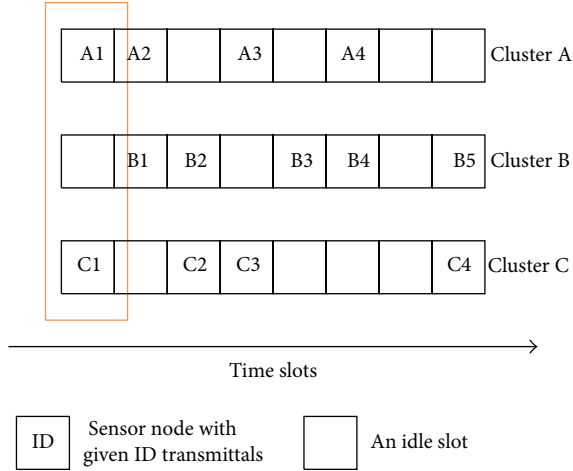 A1 A2 A3 A4 Cluster A
B1 B2 B3 B4 B5 Cluster B
C1 C2 C3 C4 Cluster C
Time slots
ID
Sensor node with
given ID transmittals
An idle slot